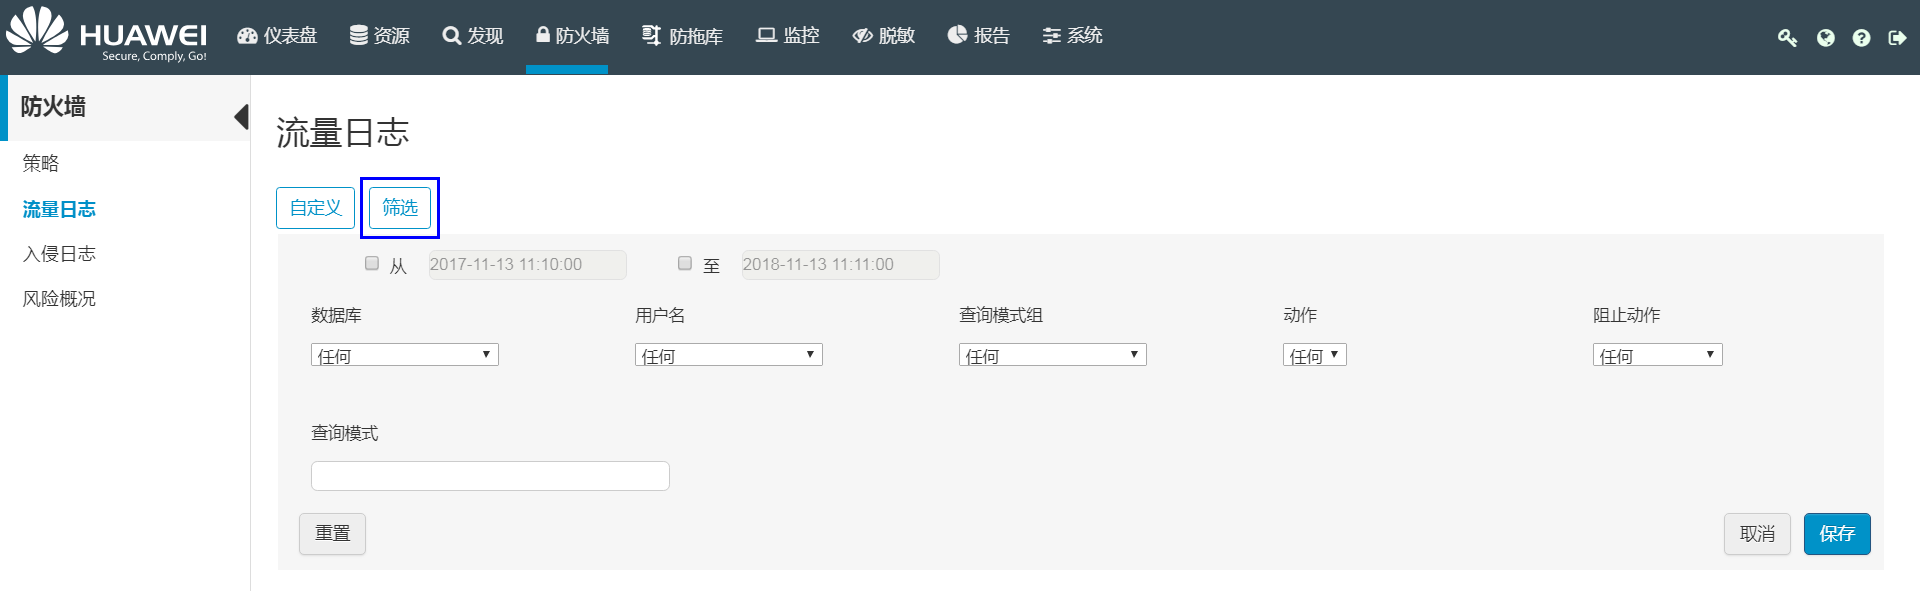 HUAWEI
Secure, Comply, Go!
仪表盘 资源 发现 防火墙 防拖库 监控 脱敏 报告 系统
防火墙
策略
流量日志
入侵日志
风险概况
流量日志
自定义 筛选
从 2017-11-13 11:10:00 至 2018-11-13 11:11:00
数据库 用户名 查询模式组 动作 阻止动作
任何 任何 任何 任何 任何
查询模式
重置 取消 保存